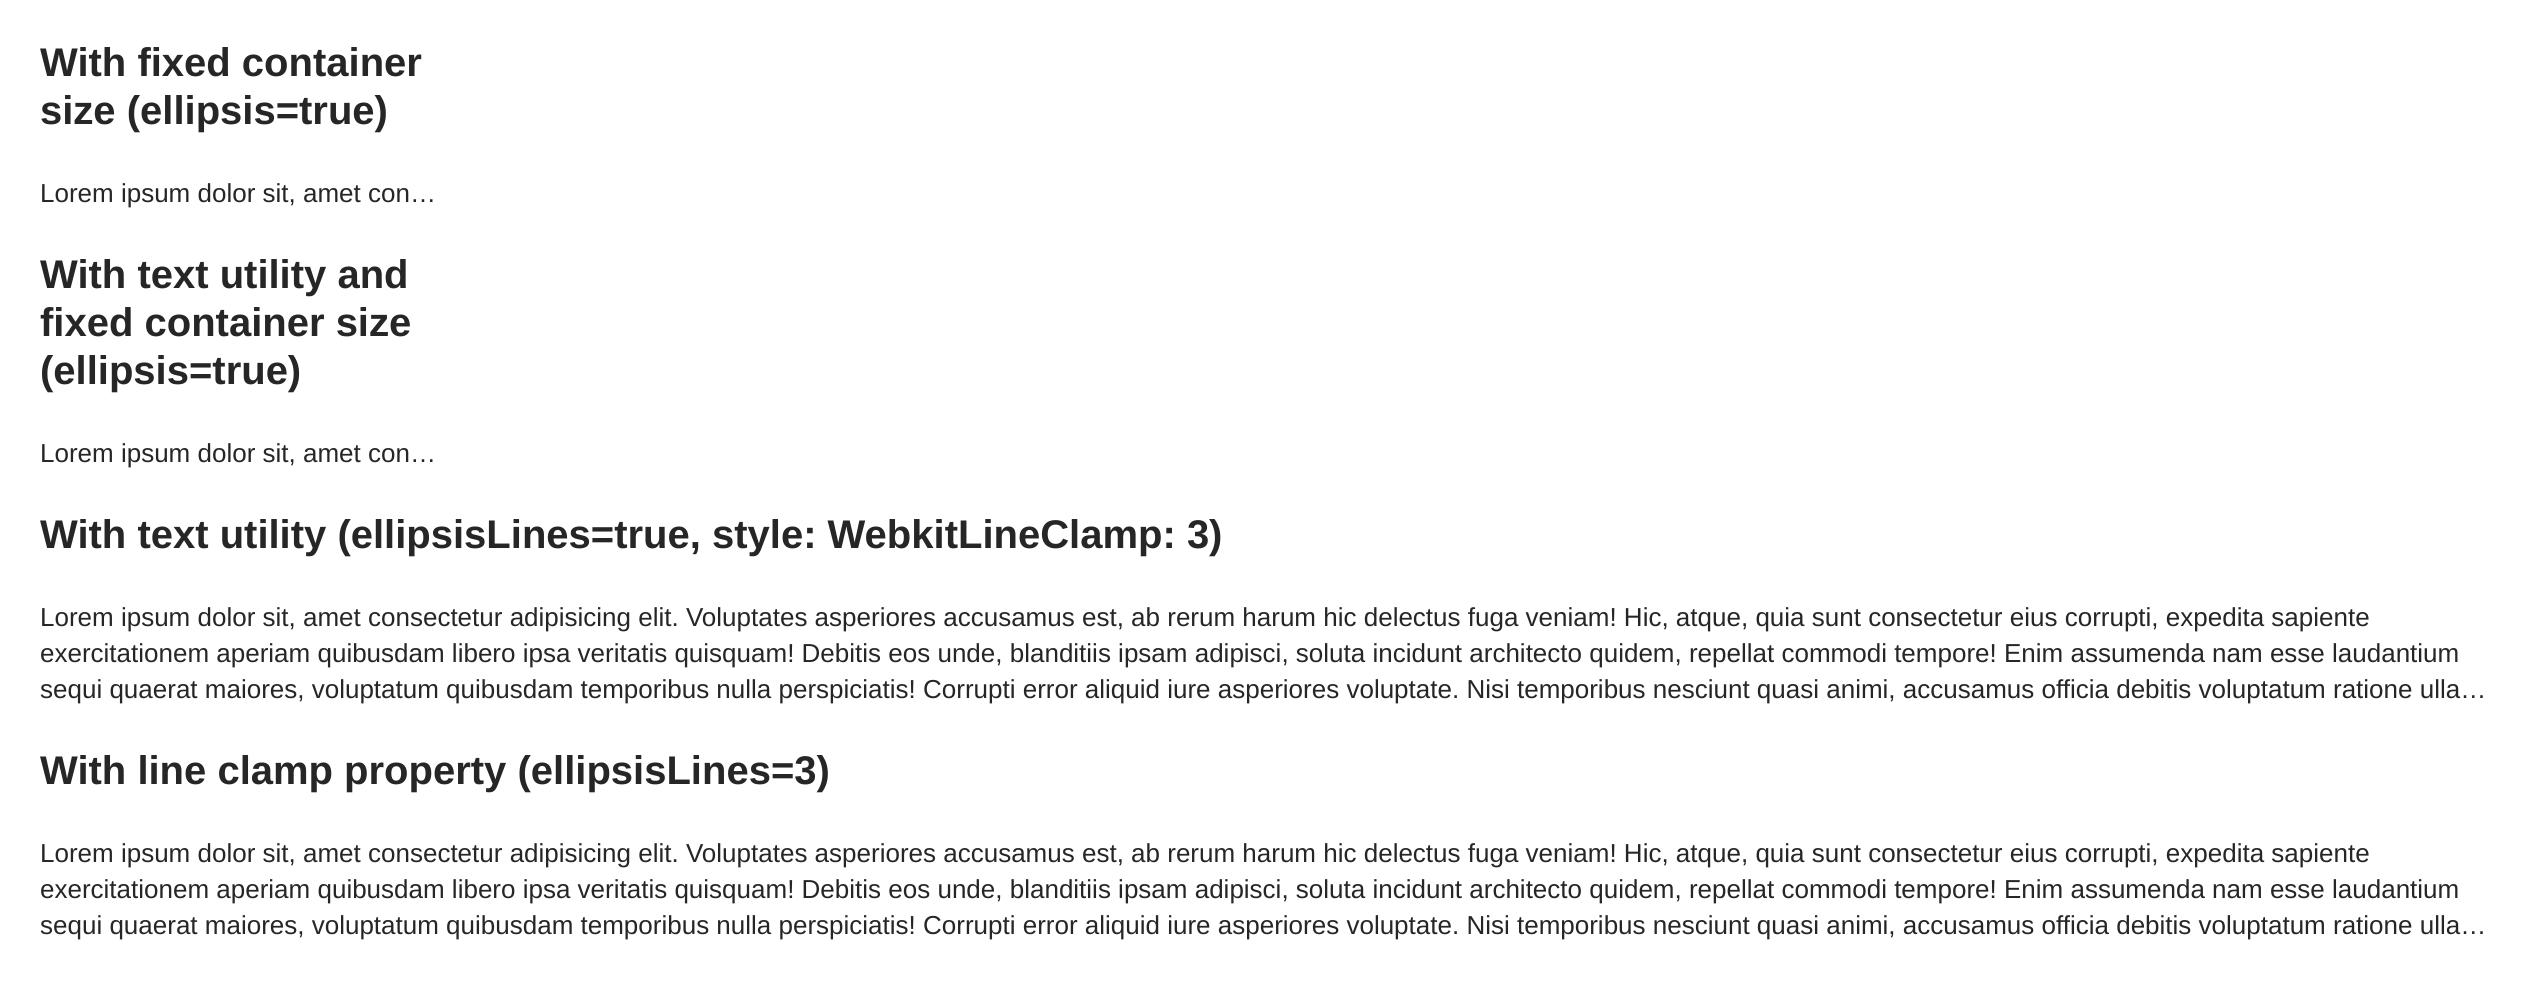 With fixed container
size (ellipsis=true)
Lorem ipsum dolor sit, amet con…
With text utility and
fixed container size
(ellipsis=true)
Lorem ipsum dolor sit, amet con…
With text utility (ellipsisLines=true, style: WebkitLineClamp: 3)
Lorem ipsum dolor sit, amet consectetur adipisicing elit. Voluptates asperiores accusamus est, ab rerum harum hic delectus fuga veniam! Hic, atque, quia sunt consectetur eius corrupti, expedita sapiente
exercitationem aperiam quibusdam libero ipsa veritatis quisquam! Debitis eos unde, blanditiis ipsam adipisci, soluta incidunt architecto quidem, repellat commodi tempore! Enim assumenda nam esse laudantium
sequi quaerat maiores, voluptatum quibusdam temporibus nulla perspiciatis! Corrupti error aliquid iure asperiores voluptate. Nisi temporibus nesciunt quasi animi, accusamus officia debitis voluptatum ratione ulla…
With line clamp property (ellipsisLines=3)
Lorem ipsum dolor sit, amet consectetur adipisicing elit. Voluptates asperiores accusamus est, ab rerum harum hic delectus fuga veniam! Hic, atque, quia sunt consectetur eius corrupti, expedita sapiente
exercitationem aperiam quibusdam libero ipsa veritatis quisquam! Debitis eos unde, blanditiis ipsam adipisci, soluta incidunt architecto quidem, repellat commodi tempore! Enim assumenda nam esse laudantium
sequi quaerat maiores, voluptatum quibusdam temporibus nulla perspiciatis! Corrupti error aliquid iure asperiores voluptate. Nisi temporibus nesciunt quasi animi, accusamus officia debitis voluptatum ratione ulla…